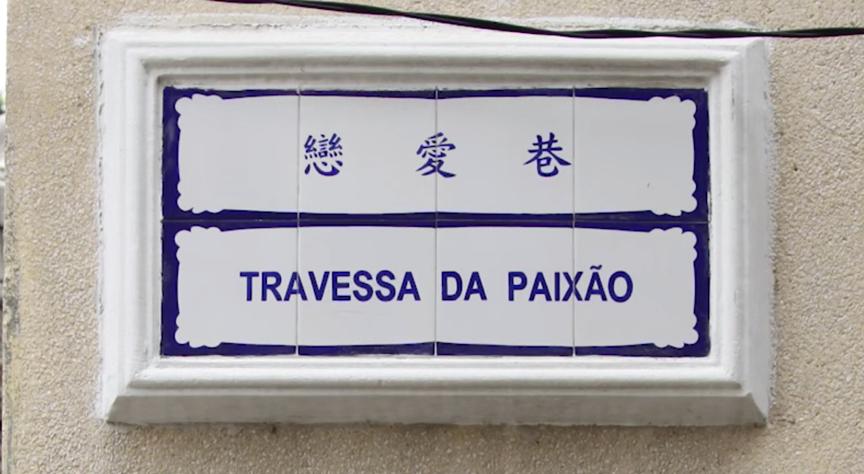 戀愛巷
TRAVESSA DA PAIXÃO